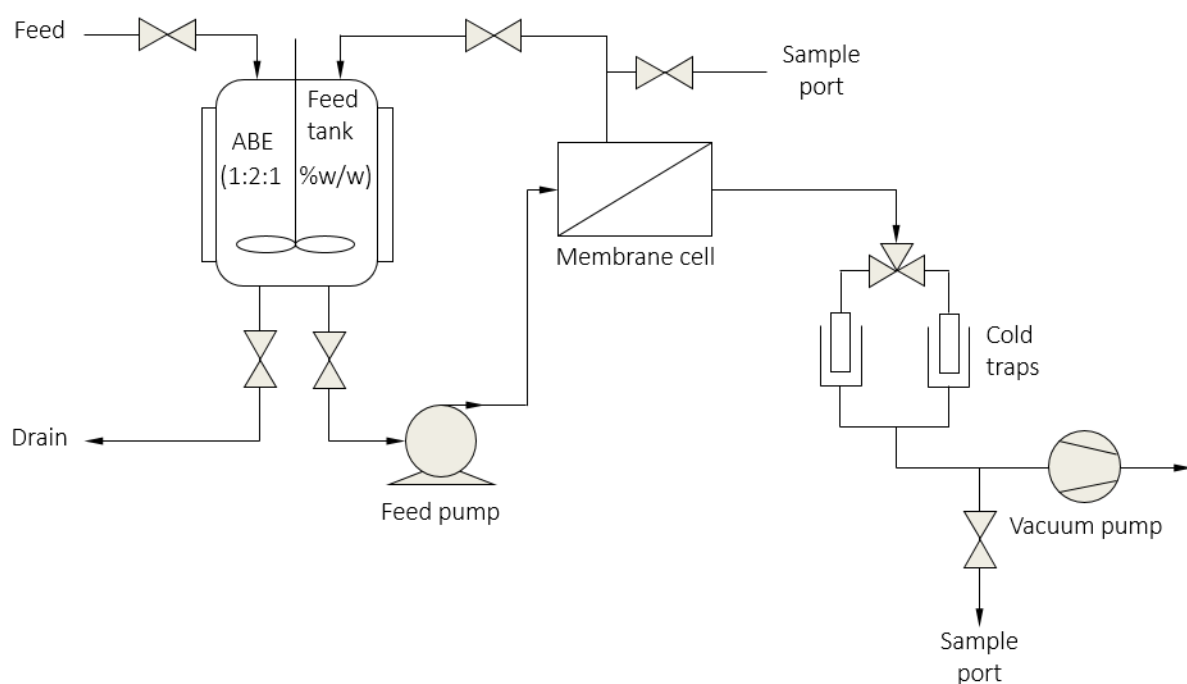 Feed
Sample
port
Feed
tank
ABE
(1:2:1 %w/w)
Membrane cell
Cold
traps
Drain
Feed pump
Vacuum pump
Sample
port